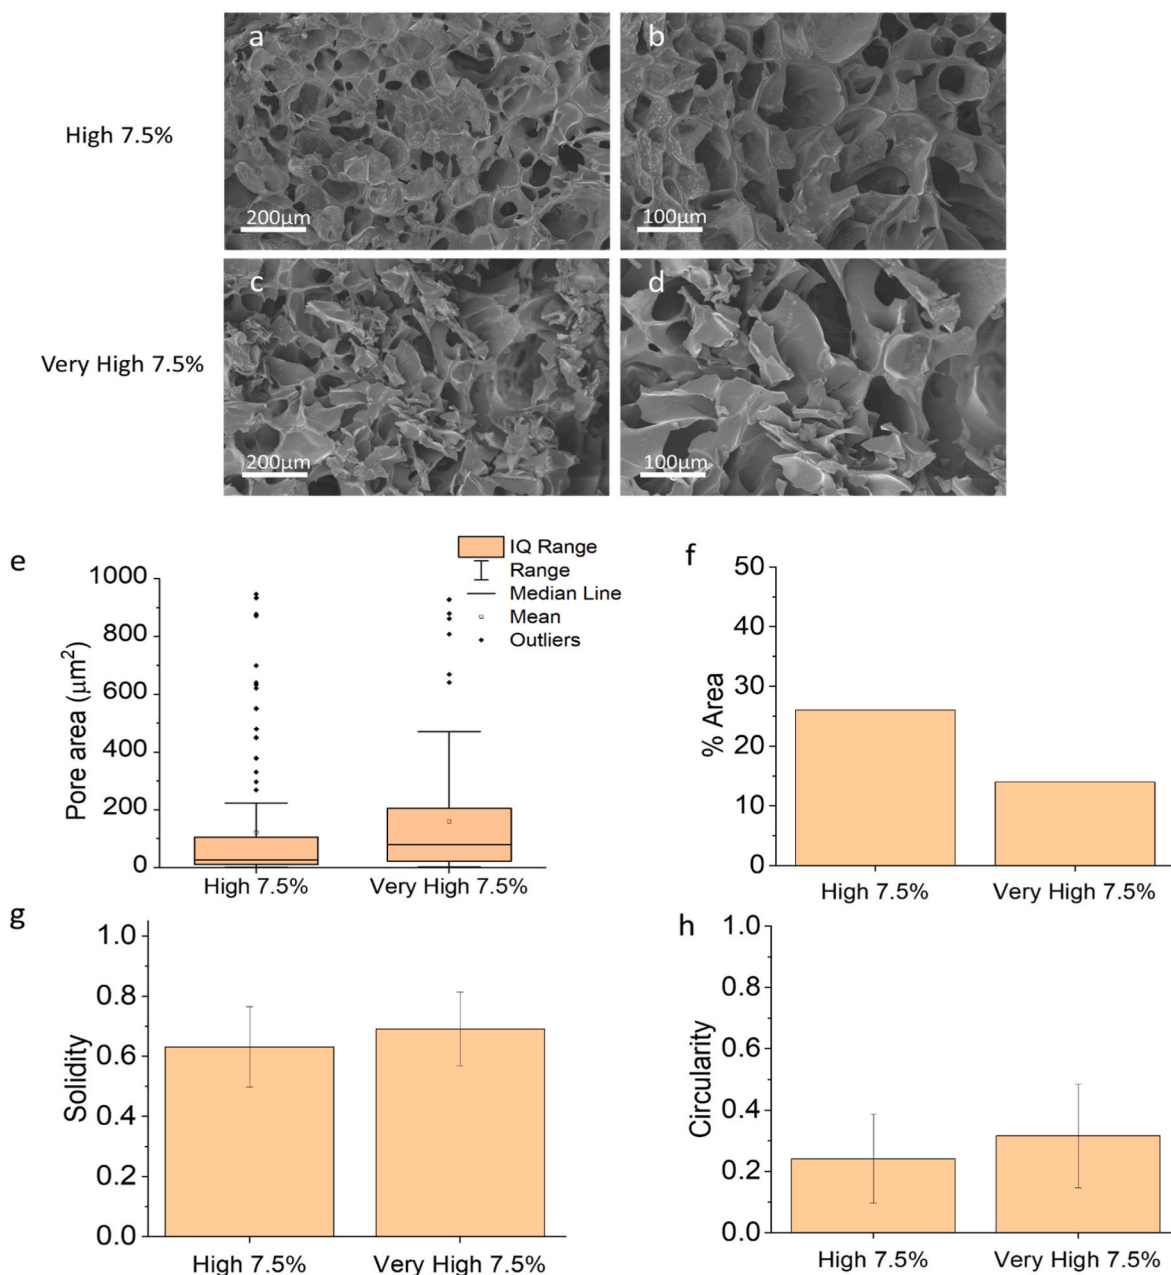 a
b
High 7.5%
200μm
100μm
c
d
Very High 7.5%
200μm
100μm
e
IQ Range
Range
Median Line
Mean
Outliers
1000
800
600
400
200
0
Pore area (μm²)
High 7.5%
Very High 7.5%
f
50
40
30
20
10
0
% Area
High 7.5%
Very High 7.5%
g
1.0
0.8
0.6
0.4
0.2
0.0
Solidity
High 7.5%
Very High 7.5%
h
1.0
0.8
0.6
0.4
0.2
0.0
Circularity
High 7.5%
Very High 7.5%